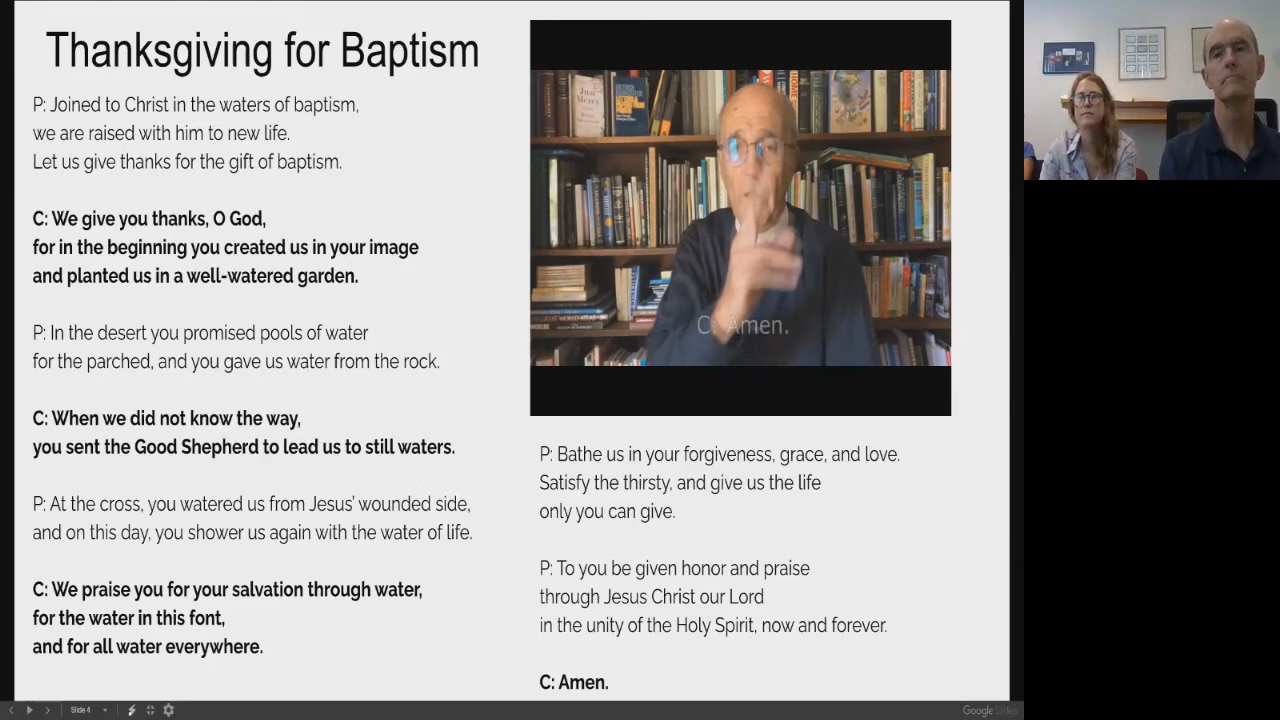 Thanksgiving for Baptism
P: Joined to Christ in the waters of baptism,
we are raised with him to new life.
Let us give thanks for the gift of baptism.
C: We give you thanks, O God,
for in the beginning you created us in your image
and planted us in a well-watered garden.
P: In the desert you promised pools of water
for the parched, and you gave us water from the rock.
C: When we did not know the way,
you sent the Good Shepherd to lead us to still waters.
P: At the cross, you watered us from Jesus' wounded side,
and on this day, you shower us again with the water of life.
C: We praise you for your salvation through water,
for the water in this font,
and for all water everywhere.
Just
Mercy
C: Amen.
P: Bathe us in your forgiveness, grace, and love.
Satisfy the thirsty, and give us the life
only you can give.
P: To you be given honor and praise
through Jesus Christ our Lord
in the unity of the Holy Spirit, now and forever.
C: Amen.
Slide 4
Google Slides